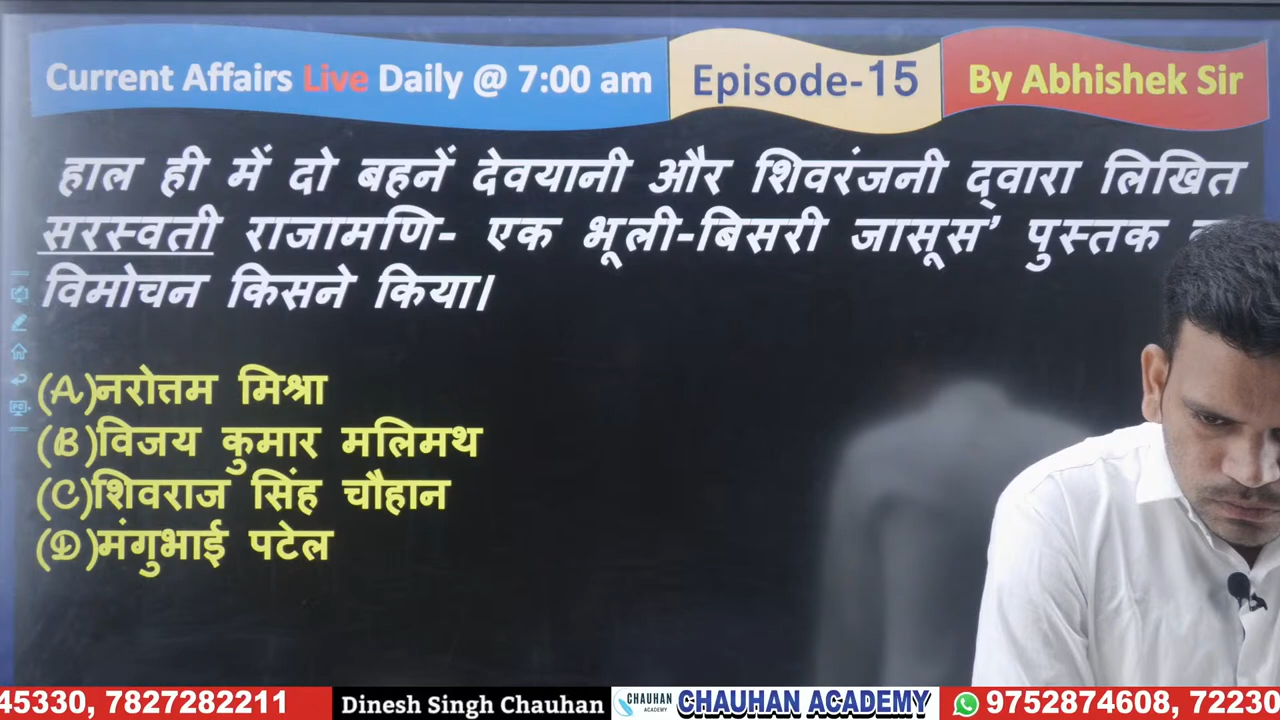 Current Affairs Live Daily @ 7:00 am Episode-15 By Abhishek Sir
हाल ही में दो बहनें देवयानी और शिवरंजनी द्वारा लिखित
सरस्वती राजामणि- एक भूली-बिसरी जासूस’ पुस्तक
विमोचन किसने किया।
(A)नरोत्तम मिश्रा
(B)विजय कुमार मलिमथ
(C)शिवराज सिंह चौहान
(D)मंगुभाई पटेल
45330, 7827282211 Dinesh Singh Chauhan CHAUHAN ACADEMY CHAUHAN ACADEMY 9752874608, 72230